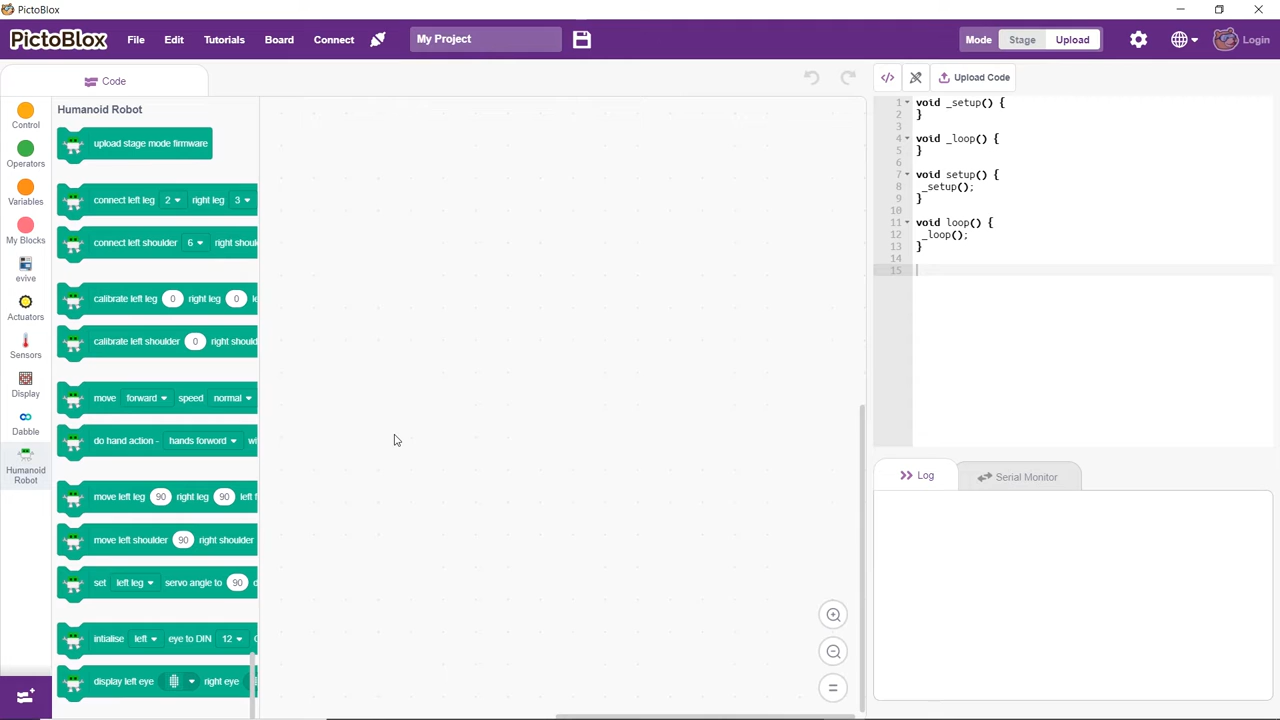 PictoBlox
PictoBlox File Edit Tutorials Board Connect My Project Mode Stage Upload Login
Code
Upload Code
Control
Operators
Variables
My Blocks
evive
Actuators
Sensors
Display
Dabble
Humanoid
Robot
Humanoid Robot
upload stage mode firmware
connect left leg 2 right leg 3
connect left shoulder 6 right
calibrate left leg 0 right leg 0
calibrate left shoulder 0 right
move forward speed normal
do hand action - hands forword
move left leg 90 right leg 90 left
move left shoulder 90 right shoulder
set left leg servo angle to 90
intialise left eye to DIN 12
display left eye right eye
1 void _setup() {
2 }
3
4 void _loop() {
5 }
6
7 void setup() {
8 _setup();
9 }
10
11 void loop() {
12 _loop();
13 }
14
15
Log
Serial Monitor